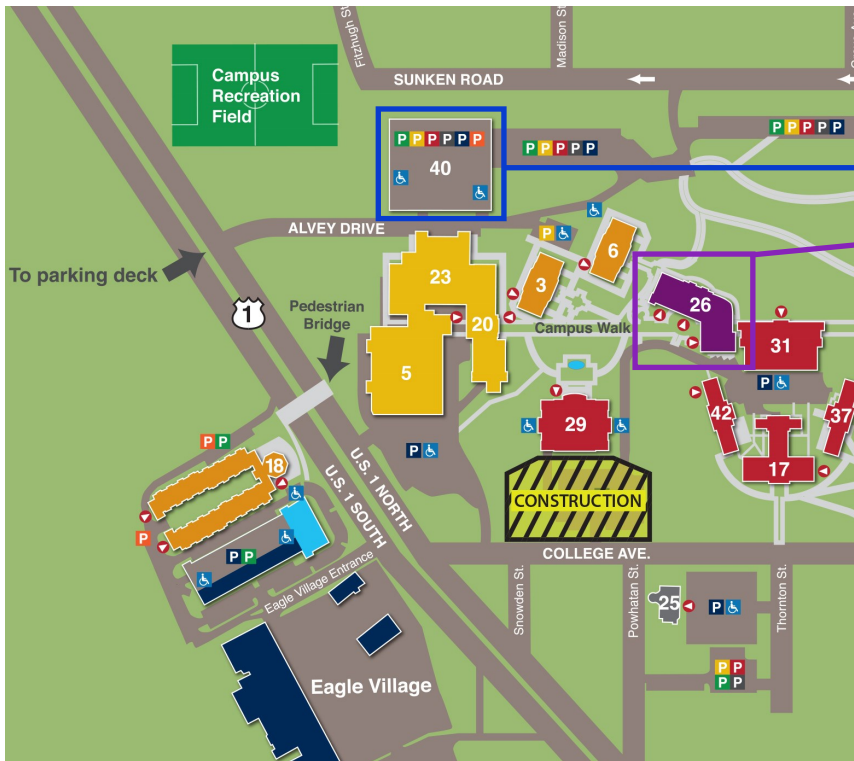 Fitzhugh St.
Madison St.
SUNKEN ROAD
Campus
Recreation
Field
P P P P P P
40
P P P P P
P P P P P
ALVEY DRIVE
To parking deck
1
Pedestrian
Bridge
23
20
5
3
6
P
Campus Walk
26
31
P
29
42
37
17
P
CONSTRUCTION
P P
18
P
P P
U.S. 1 NORTH
U.S. 1 SOUTH
COLLEGE AVE.
Eagle Village Entrance
Eagle Village
Snowden St.
Powhatan St.
Thornton St.
25
P
P P
P P